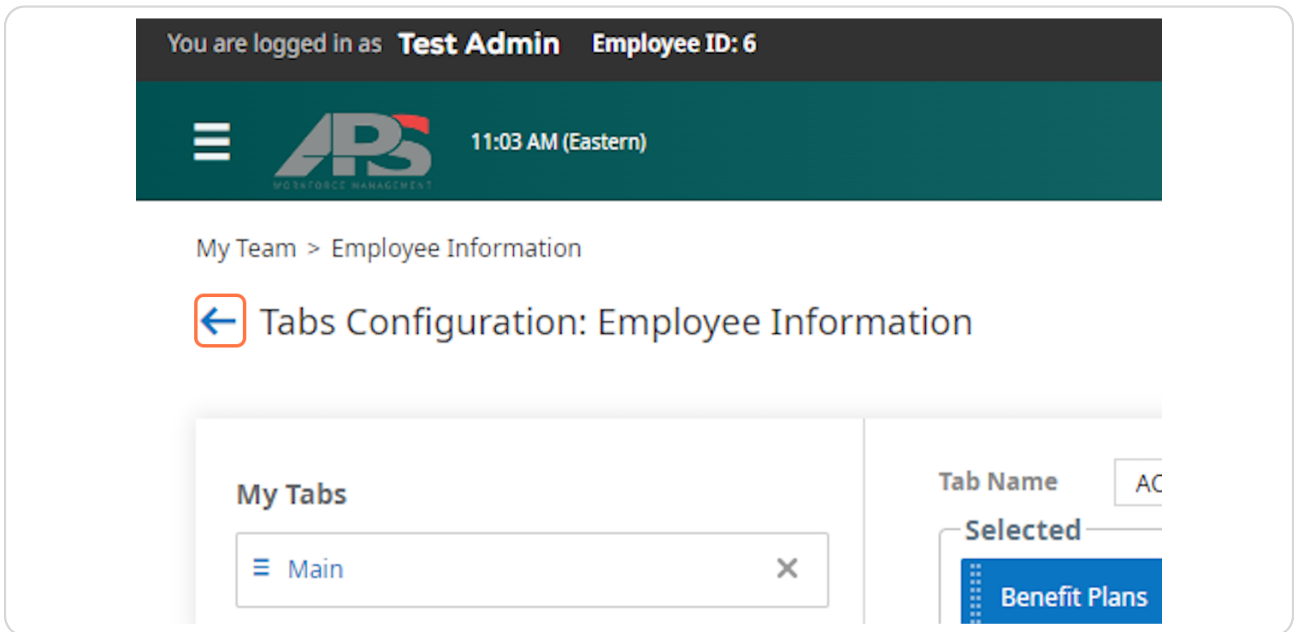 You are logged in as Test Admin Employee ID: 6
APS
WORKFORCE MANAGEMENT
11:03 AM (Eastern)
My Team > Employee Information
Tabs Configuration: Employee Information
My Tabs
Main
Tab Name
Selected
Benefit Plans